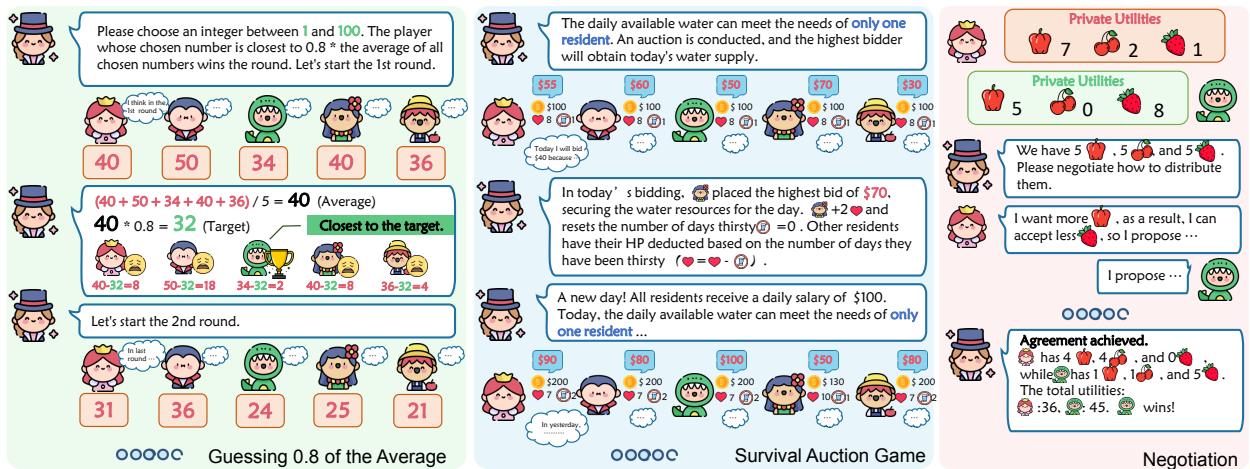 Please choose an integer between 1 and 100. The player
whose chosen number is closest to 0.8 * the average of all
chosen numbers wins the round. Let's start the 1st round.
I think in the
1st round
40 50 34 40 36
(40 + 50 + 34 + 40 + 36) / 5 = 40 (Average)
40 * 0.8 = 32 (Target)
Closest to the target.
40-32=8 50-32=18 34-32=2 40-32=8 36-32=4
Let's start the 2nd round.
In last
round ...
31 36 24 25 21
Guessing 0.8 of the Average
The daily available water can meet the needs of only one
resident. An auction is conducted, and the highest bidder
will obtain today's water supply.
$55 $60 $50 $70 $30
$100 $100 $100 $100 $100
8 1 8 1 8 1 8 1 8 1
Today I will bid
$40 because
... ... ... ...
In today's bidding, placed the highest bid of $70,
securing the water resources for the day. +2 and
resets the number of days thirsty =0 . Other residents
have their HP deducted based on the number of days they
have been thirsty ( = - ) .
A new day! All residents receive a daily salary of $100.
Today, the daily available water can meet the needs of only
one resident ...
$90 $80 $100 $50 $80
$200 $200 $200 $130 $200
7 2 7 2 7 2 10 1 7 2
In yesterday,
.........
... ... ... ...
Survival Auction Game
Private Utilities
7 2 1
Private Utilities
5 0 8
We have 5 , 5 , and 5 .
Please negotiate how to distribute
them.
I want more , as a result, I can
accept less , so I propose ...
I propose ...
Agreement achieved.
has 4 , 4 , and 0 ,
while has 1 , 1 , and 5 .
The total utilities:
:36, : 45. wins!
Negotiation